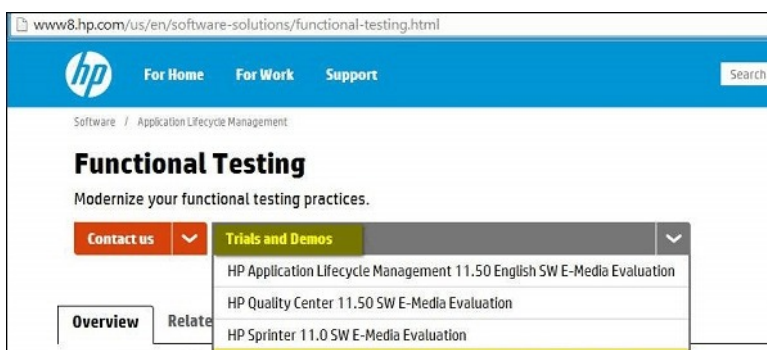 www8.hp.com/us/en/software-solutions/functional-testing.html
hp For Home For Work Support Search
Software / Application Lifecycle Management
Functional Testing
Modernize your functional testing practices.
Contact us Trials and Demos
HP Application Lifecycle Management 11.50 English SW E-Media Evaluation
HP Quality Center 11.50 SW E-Media Evaluation
Overview Relate
HP Sprinter 11.0 SW E-Media Evaluation